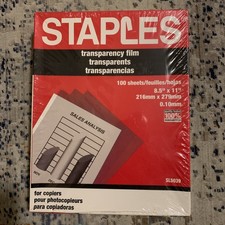 STAPLES
transparency film
transparents
transparencias
100 sheets/feuilles/hojas
8.5" x 11"
216mm x 279mm
0.10mm
SALES ANALYSIS
for copiers
pour photocopieurs
para copiadoras